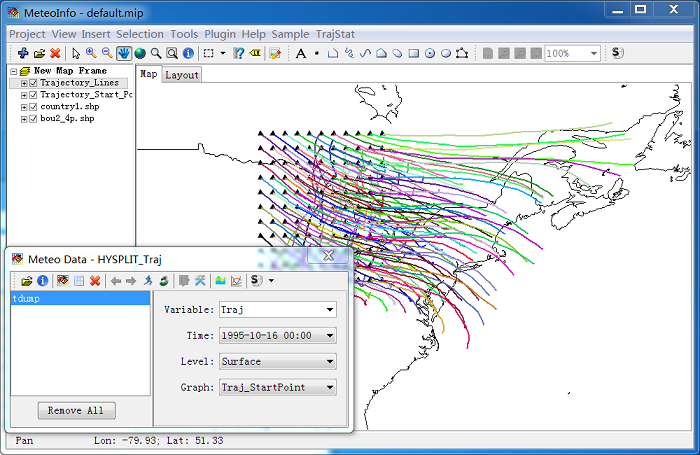 MeteoInfo - default.mip
Project View Insert Selection Tools Plugin Help Sample TrajStat
A 100% S
Map Layout
New Map Frame
Trajectory_Lines
Trajectory_Start_Po
country1.shp
bou2_4p.shp
Meteo Data - HYSPLIT_Traj
S
tdump
Variable: Traj
Time: 1995-10-16 00:00
Level: Surface
Graph: Traj_StartPoint
Remove All
Pan Lon: -79.93; Lat: 51.33